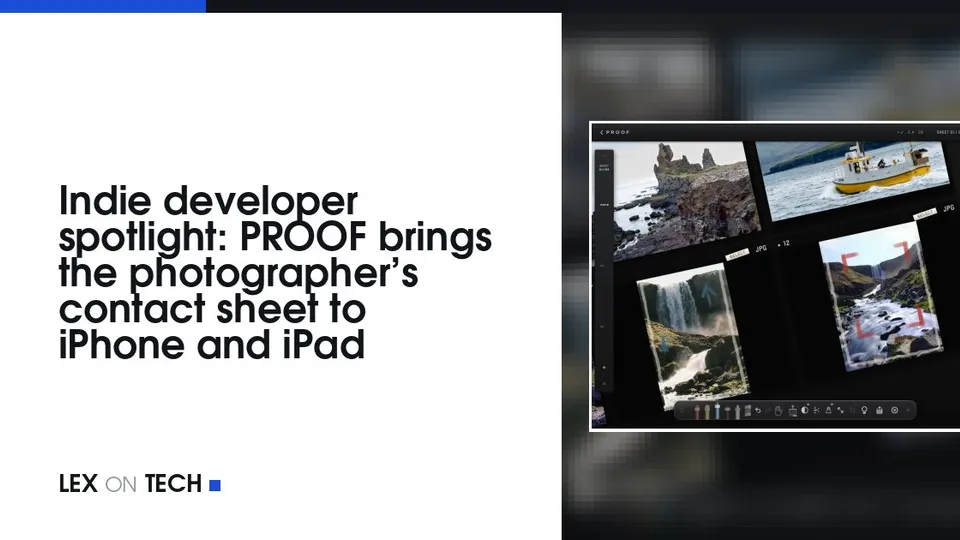 Indie developer
spotlight: PROOF brings
the photographer’s
contact sheet to
iPhone and iPad
LEX ON TECH
PROOF
JPG
JPG • 12